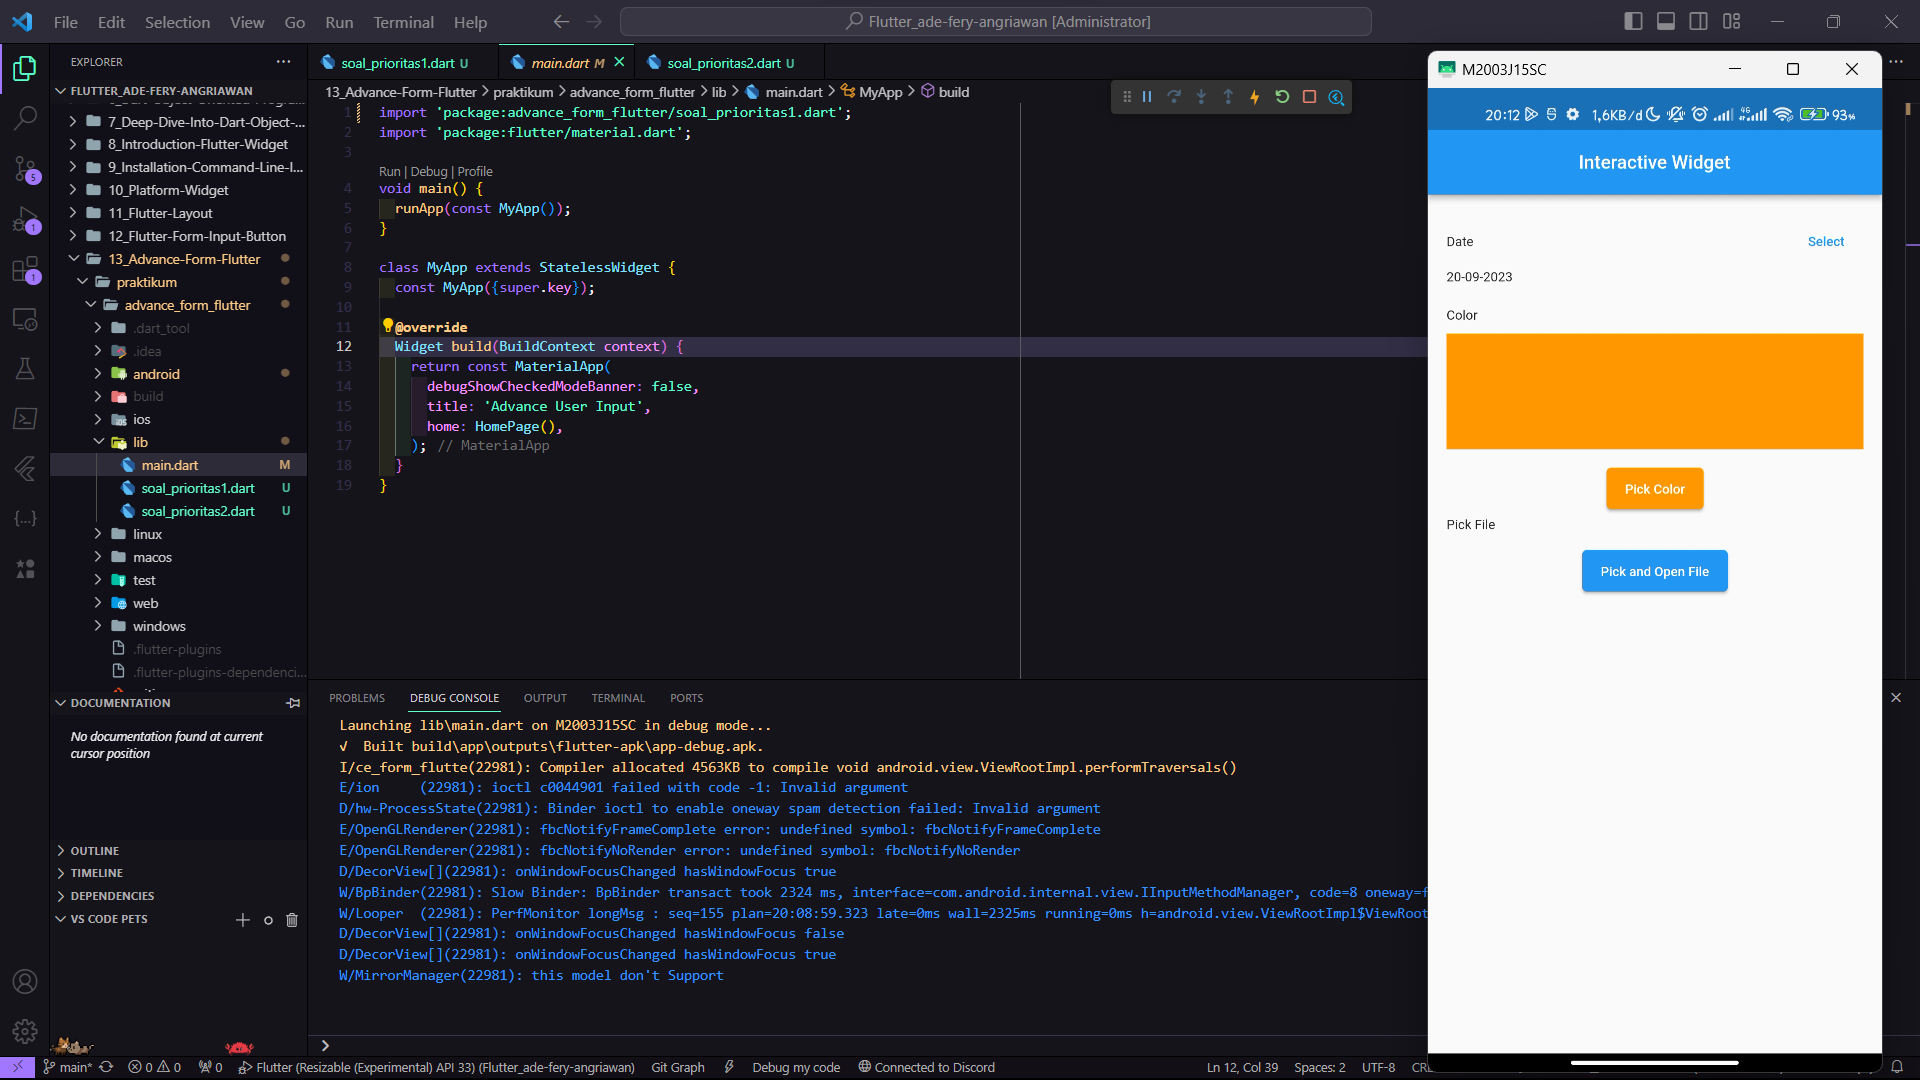 File Edit Selection View Go Run Terminal Help
Flutter_ade-fery-angriawan [Administrator]
EXPLORER
FLUTTER_ADE-FERY-ANGRIAWAN
7_Deep-Dive-Into-Dart-Object-...
8_Introduction-Flutter-Widget
9_Installation-Command-Line-I...
10_Platform-Widget
11_Flutter-Layout
12_Flutter-Form-Input-Button
13_Advance-Form-Flutter
praktikum
advance_form_flutter
.dart_tool
.idea
android
build
ios
lib
main.dart M
soal_prioritas1.dart U
soal_prioritas2.dart U
linux
macos
test
web
windows
.flutter-plugins
.flutter-plugins-dependenci...
DOCUMENTATION
No documentation found at current
cursor position
OUTLINE
TIMELINE
DEPENDENCIES
VS CODE PETS
5
1
1
soal_prioritas1.dart U
main.dart M
soal_prioritas2.dart U
13_Advance-Form-Flutter > praktikum > advance_form_flutter > lib > main.dart > MyApp > build
1 import 'package:advance_form_flutter/soal_prioritas1.dart';
2 import 'package:flutter/material.dart';
3
Run | Debug | Profile
4 void main() {
5 runApp(const MyApp());
6 }
7
8 class MyApp extends StatelessWidget {
9 const MyApp({super.key});
10
11 @override
12 Widget build(BuildContext context) {
13 return const MaterialApp(
14 debugShowCheckedModeBanner: false,
15 title: 'Advance User Input',
16 home: HomePage(),
17 ); // MaterialApp
18 }
19 }
PROBLEMS DEBUG CONSOLE OUTPUT TERMINAL PORTS
Launching lib\main.dart on M2003J15SC in debug mode...
√ Built build\app\outputs\flutter-apk\app-debug.apk.
I/ce_form_flutte(22981): Compiler allocated 4563KB to compile void android.view.ViewRootImpl.performTraversals()
E/ion (22981): ioctl c0044901 failed with code -1: Invalid argument
D/hw-ProcessState(22981): Binder ioctl to enable oneway spam detection failed: Invalid argument
E/OpenGLRenderer(22981): fbcNotifyFrameComplete error: undefined symbol: fbcNotifyFrameComplete
E/OpenGLRenderer(22981): fbcNotifyNoRender error: undefined symbol: fbcNotifyNoRender
D/DecorView[](22981): onWindowFocusChanged hasWindowFocus true
W/BpBinder(22981): Slow Binder: BpBinder transact took 2324 ms, interface=com.android.internal.view.IInputMethodManager, code=8 oneway=f
W/Looper (22981): PerfMonitor longMsg : seq=155 plan=20:08:59.323 late=0ms wall=2325ms running=0ms h=android.view.ViewRootImpl$ViewRoot
D/DecorView[](22981): onWindowFocusChanged hasWindowFocus false
D/DecorView[](22981): onWindowFocusChanged hasWindowFocus true
W/MirrorManager(22981): this model don't Support
M2003J15SC
20:12 1,6KB/d 4G 93%
Interactive Widget
Date Select
20-09-2023
Color
Pick Color
Pick File
Pick and Open File
main* 0 0 0 Flutter (Resizable (Experimental) API 33) (Flutter_ade-fery-angriawan) Git Graph Debug my code Connected to Discord Ln 12, Col 39 Spaces: 2 UTF-8